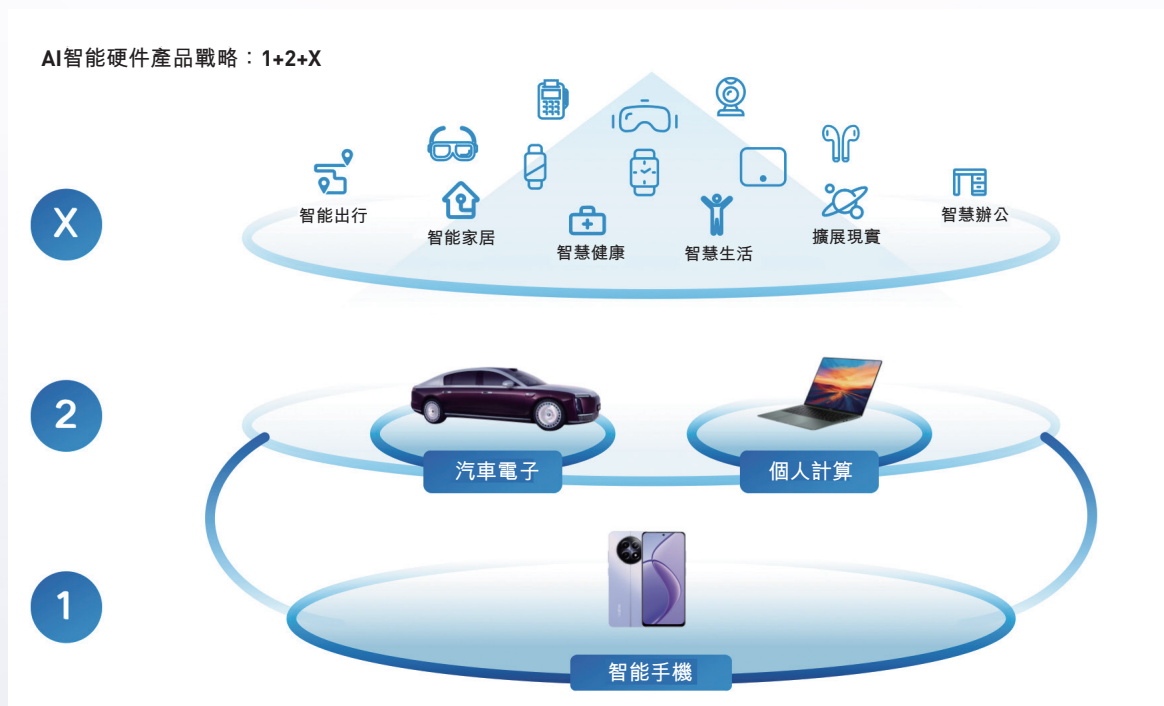 AI智能硬件產品戰略：1+2+X
X
智能出行
智能家居
智慧健康
智慧生活
擴展現實
智慧辦公
2
汽車電子
個人計算
1
智能手機